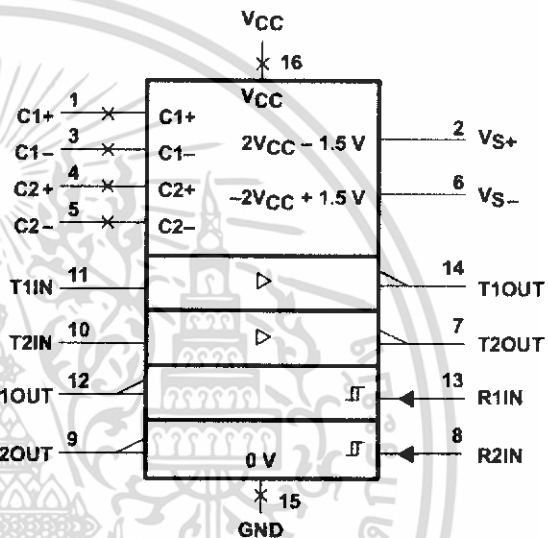 VCC
16
VCC
1
C1+ C1+
3
C1– C1– 2VCC – 1.5 V 2 VS+
4
C2+ C2+ –2VCC + 1.5 V 6 VS–
5
C2– C2–
T1IN 11 14 T1OUT
T2IN 10 7 T2OUT
1OUT 12 13 R1IN
2OUT 9 8 R2IN
0 V
15
GND